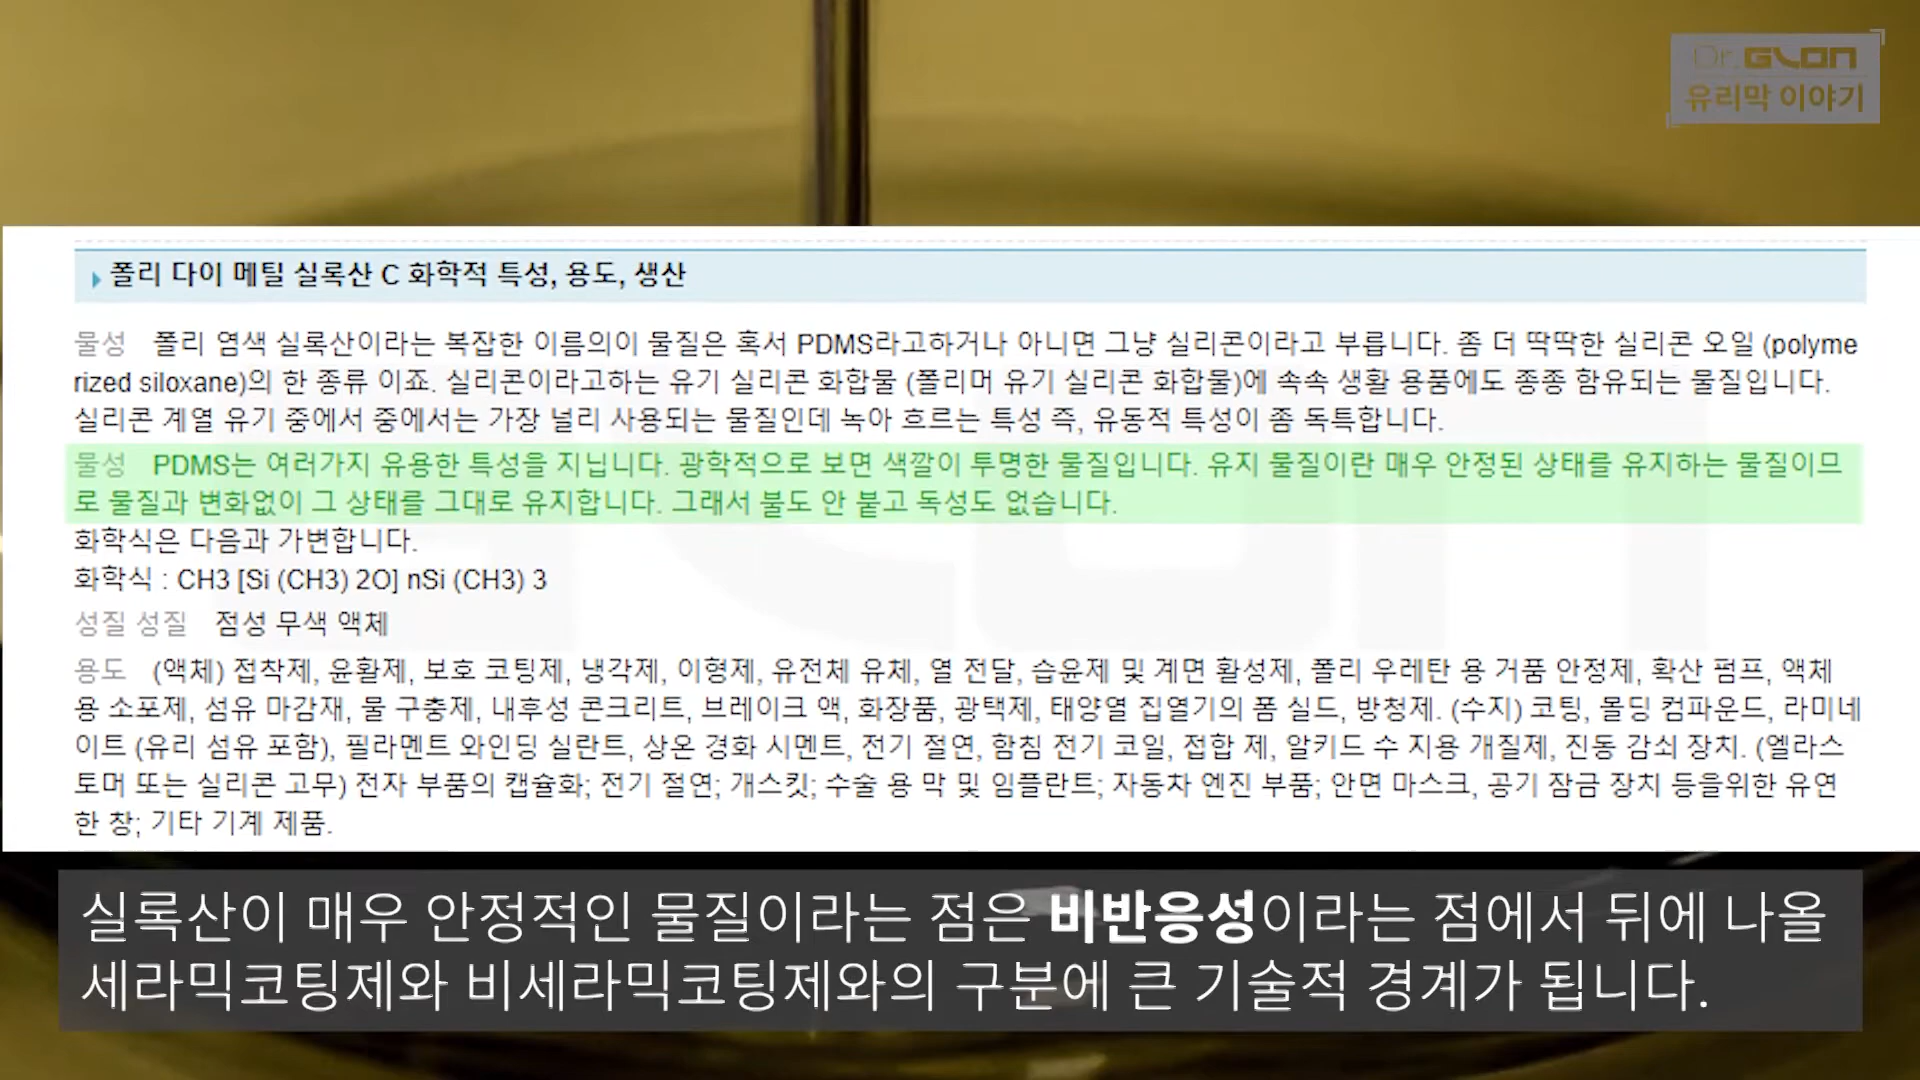 Dr. GLON
유리막 이야기
폴리 다이 메틸 실록산 C 화학적 특성, 용도, 생산
물성 폴리 염색 실록산이라는 복잡한 이름의이 물질은 혹서 PDMS라고하거나 아니면 그냥 실리콘이라고 부릅니다. 좀 더 딱딱한 실리콘 오일 (polyme
rized siloxane)의 한 종류 이죠. 실리콘이라고하는 유기 실리콘 화합물 (폴리머 유기 실리콘 화합물)에 속속 생활 용품에도 종종 함유되는 물질입니다.
실리콘 계열 유기 중에서 중에서는 가장 널리 사용되는 물질인데 녹아 흐르는 특성 즉, 유동적 특성이 좀 독특합니다.
물성 PDMS는 여러가지 유용한 특성을 지닙니다. 광학적으로 보면 색깔이 투명한 물질입니다. 유지 물질이란 매우 안정된 상태를 유지하는 물질이므
로 물질과 변화없이 그 상태를 그대로 유지합니다. 그래서 불도 안 붙고 독성도 없습니다.
화학식은 다음과 가변합니다.
화학식 : CH3 [Si (CH3) 2O] nSi (CH3) 3
성질 성질 점성 무색 액체
용도 (액체) 접착제, 윤활제, 보호 코팅제, 냉각제, 이형제, 유전체 유체, 열 전달, 습윤제 및 계면 활성제, 폴리 우레탄 용 거품 안정제, 확산 펌프, 액체
용 소포제, 섬유 마감재, 물 구충제, 내후성 콘크리트, 브레이크 액, 화장품, 광택제, 태양열 집열기의 폼 실드, 방청제. (수지) 코팅, 몰딩 컴파운드, 라미네
이트 (유리 섬유 포함), 필라멘트 와인딩 실란트, 상온 경화 시멘트, 전기 절연, 함침 전기 코일, 접합 제, 알키드 수 지용 개질제, 진동 감쇠 장치. (엘라스
토머 또는 실리콘 고무) 전자 부품의 캡슐화; 전기 절연; 개스킷; 수술 용 막 및 임플란트; 자동차 엔진 부품; 안면 마스크, 공기 잠금 장치 등을위한 유연
한 창; 기타 기계 제품.
실록산이 매우 안정적인 물질이라는 점은 비반응성이라는 점에서 뒤에 나올
세라믹코팅제와 비세라믹코팅제와의 구분에 큰 기술적 경계가 됩니다.